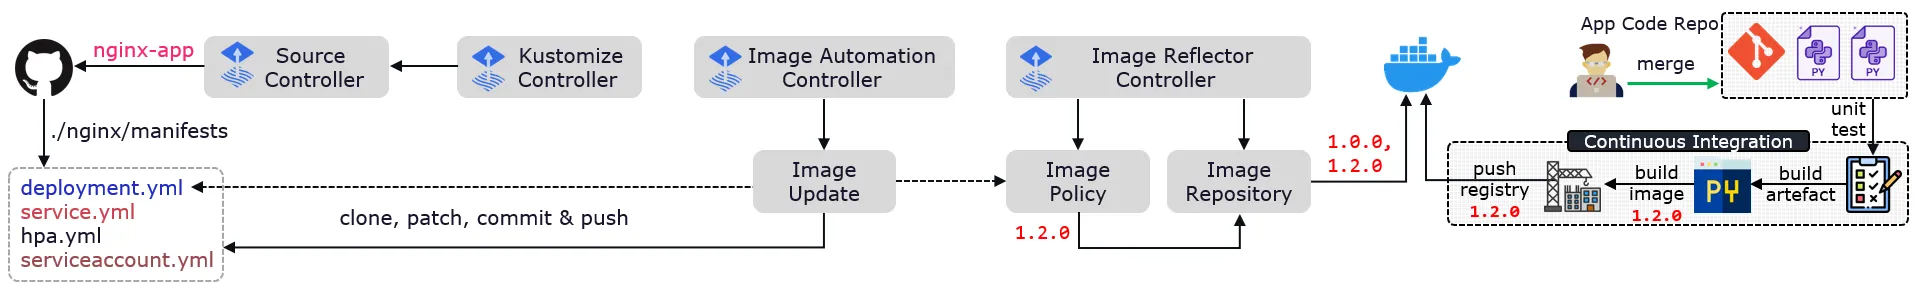 nginx-app
Source
Controller
Kustomize
Controller
Image Automation
Controller
Image Reflector
Controller
App Code Repo
merge
PY
PY
./nginx/manifests
deployment.yml
service.yml
hpa.yml
serviceaccount.yml
clone, patch, commit & push
Image
Update
Image
Policy
1.2.0
Image
Repository
1.0.0,
1.2.0
unit
test
Continuous Integration
push
registry
1.2.0
build
image
1.2.0
PY
build
artefact